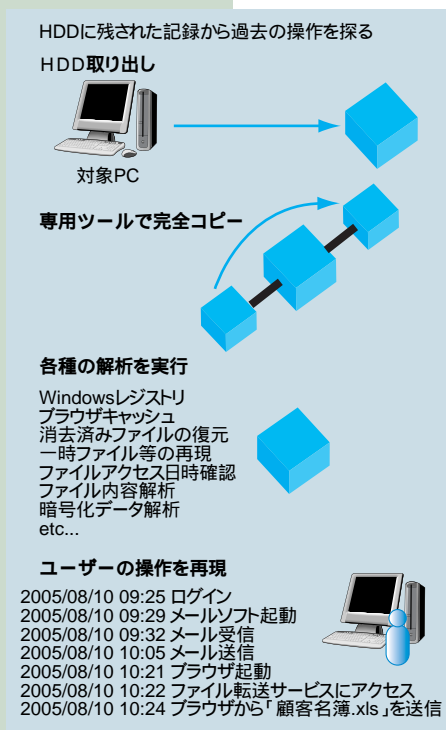 HDDに残された記録から過去の操作を探る
HDD取り出し
対象PC
専用ツールで完全コピー
各種の解析を実行
Windowsレジストリ
ブラウザキャッシュ
消去済みファイルの復元
一時ファイル等の再現
ファイルアクセス日時確認
ファイル内容解析
暗号化データ解析
etc...
ユーザーの操作を再現
2005/08/10 09:25 ログイン
2005/08/10 09:29 メールソフト起動
2005/08/10 09:32 メール受信
2005/08/10 10:05 メール送信
2005/08/10 10:21 ブラウザ起動
2005/08/10 10:22 ファイル転送サービスにアクセス
2005/08/10 10:24 ブラウザから「顧客名簿.xls」を送信